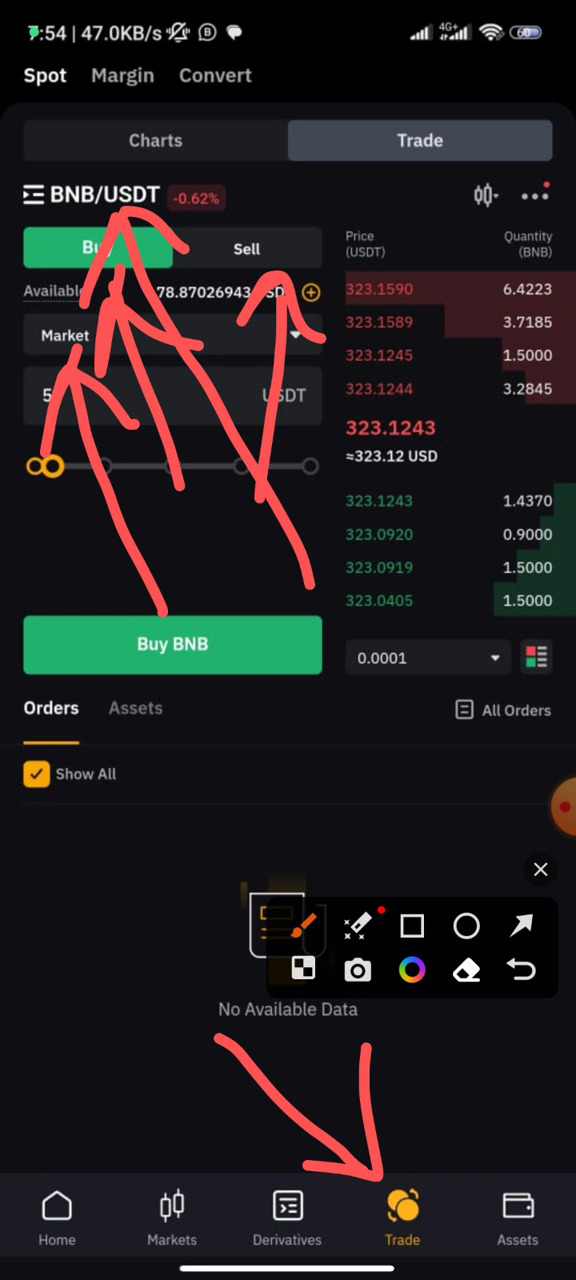 7:54 | 47.0KB/s B 4G+ 60
Spot Margin Convert
Charts Trade
BNB/USDT -0.62%
Sell
78.87026943
Market
USDT
Price Quantity
(USDT) (BNB)
323.1590 6.4223
323.1589 3.7185
323.1245 1.5000
323.1244 3.2845
323.1243
≈323.12 USD
323.1243 1.4370
323.0920 0.9000
323.0919 1.5000
323.0405 1.5000
Buy BNB
0.0001
Orders Assets All Orders
Show All
No Available Data
Home Markets Derivatives Trade Assets